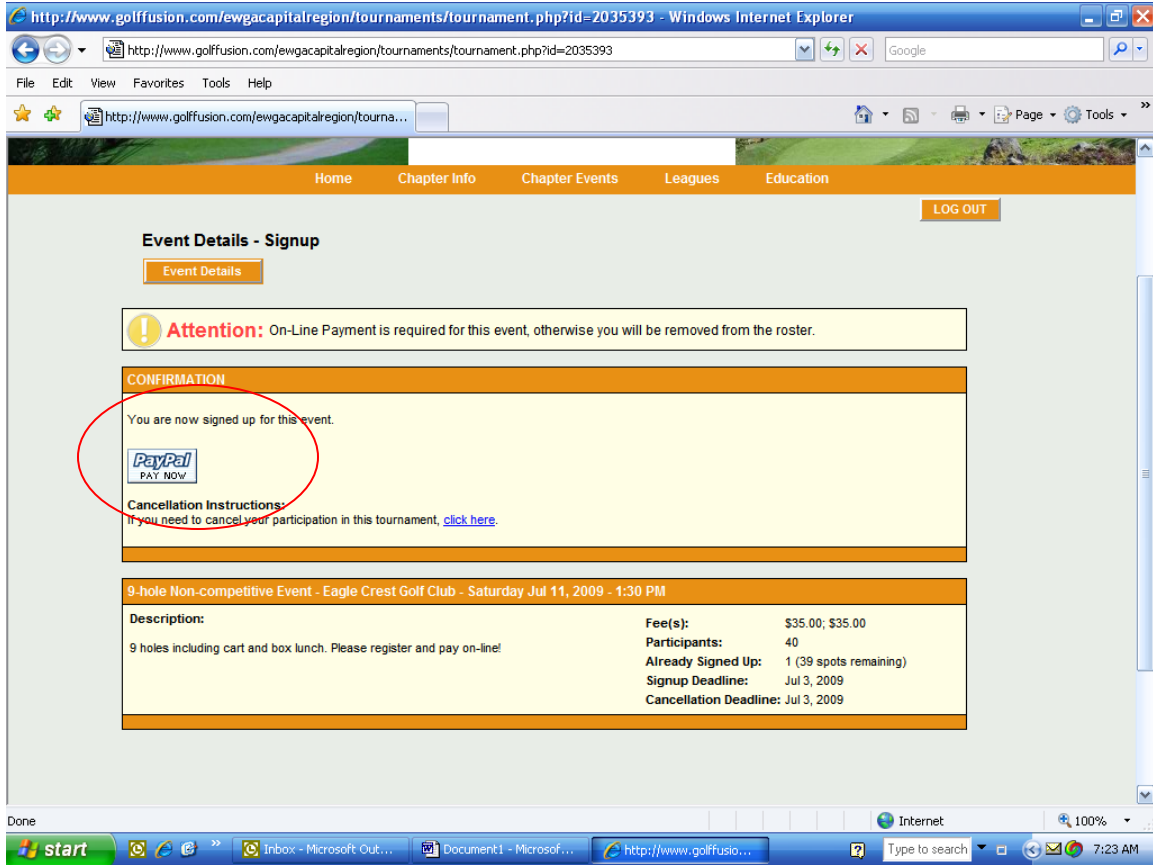 http://www.golffusion.com/ewgacapitalregion/tournaments/tournament.php?id=2035393 - Windows Internet Explorer
http://www.golffusion.com/ewgacapitalregion/tournaments/tournament.php?id=2035393
Google
File Edit View Favorites Tools Help
http://www.golffusion.com/ewgacapitalregion/tourna...
Page Tools »
Home Chapter Info Chapter Events Leagues Education
LOG OUT
Event Details - Signup
Event Details
Attention: On-Line Payment is required for this event, otherwise you will be removed from the roster.
CONFIRMATION
You are now signed up for this event.
PayPal
PAY NOW
Cancellation Instructions:
If you need to cancel your participation in this tournament, click here.
9-hole Non-competitive Event - Eagle Crest Golf Club - Saturday Jul 11, 2009 - 1:30 PM
Description:
9 holes including cart and box lunch. Please register and pay on-line!
Fee(s): $35.00; $35.00
Participants: 40
Already Signed Up: 1 (39 spots remaining)
Signup Deadline: Jul 3, 2009
Cancellation Deadline: Jul 3, 2009
Done
Internet
100%
start
»
Inbox - Microsoft Out...
Document1 - Microsof...
http://www.golffusio...
Type to search
7:23 AM